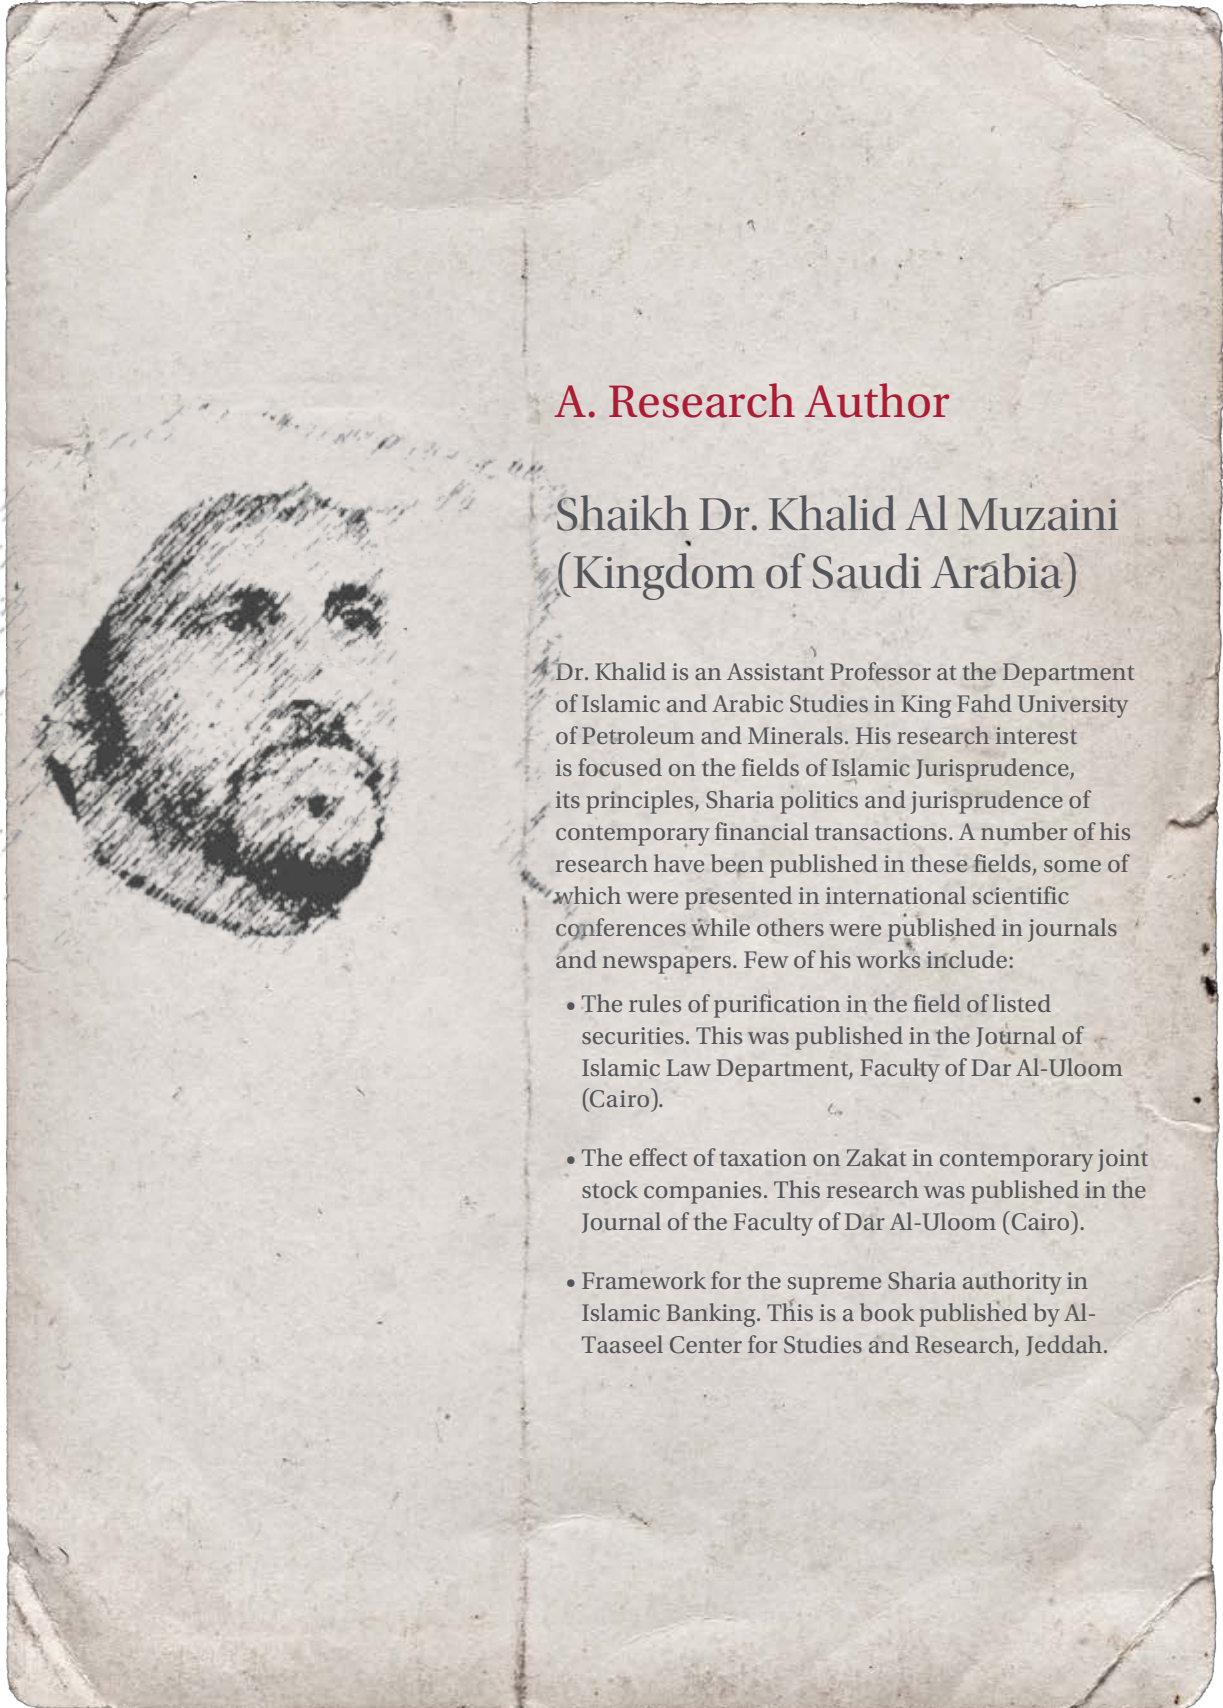 A. Research Author
Shaikh Dr. Khalid Al Muzaini
(Kingdom of Saudi Arabia)
Dr. Khalid is an Assistant Professor at the Department
of Islamic and Arabic Studies in King Fahd University
of Petroleum and Minerals. His research interest
is focused on the fields of Islamic Jurisprudence,
its principles, Sharia politics and jurisprudence of
contemporary financial transactions. A number of his
research have been published in these fields, some of
which were presented in international scientific
conferences while others were published in journals
and newspapers. Few of his works include:
• The rules of purification in the field of listed
securities. This was published in the Journal of
Islamic Law Department, Faculty of Dar Al-Uloom
(Cairo).
• The effect of taxation on Zakat in contemporary joint
stock companies. This research was published in the
Journal of the Faculty of Dar Al-Uloom (Cairo).
• Framework for the supreme Sharia authority in
Islamic Banking. This is a book published by Al-
Taaseel Center for Studies and Research, Jeddah.